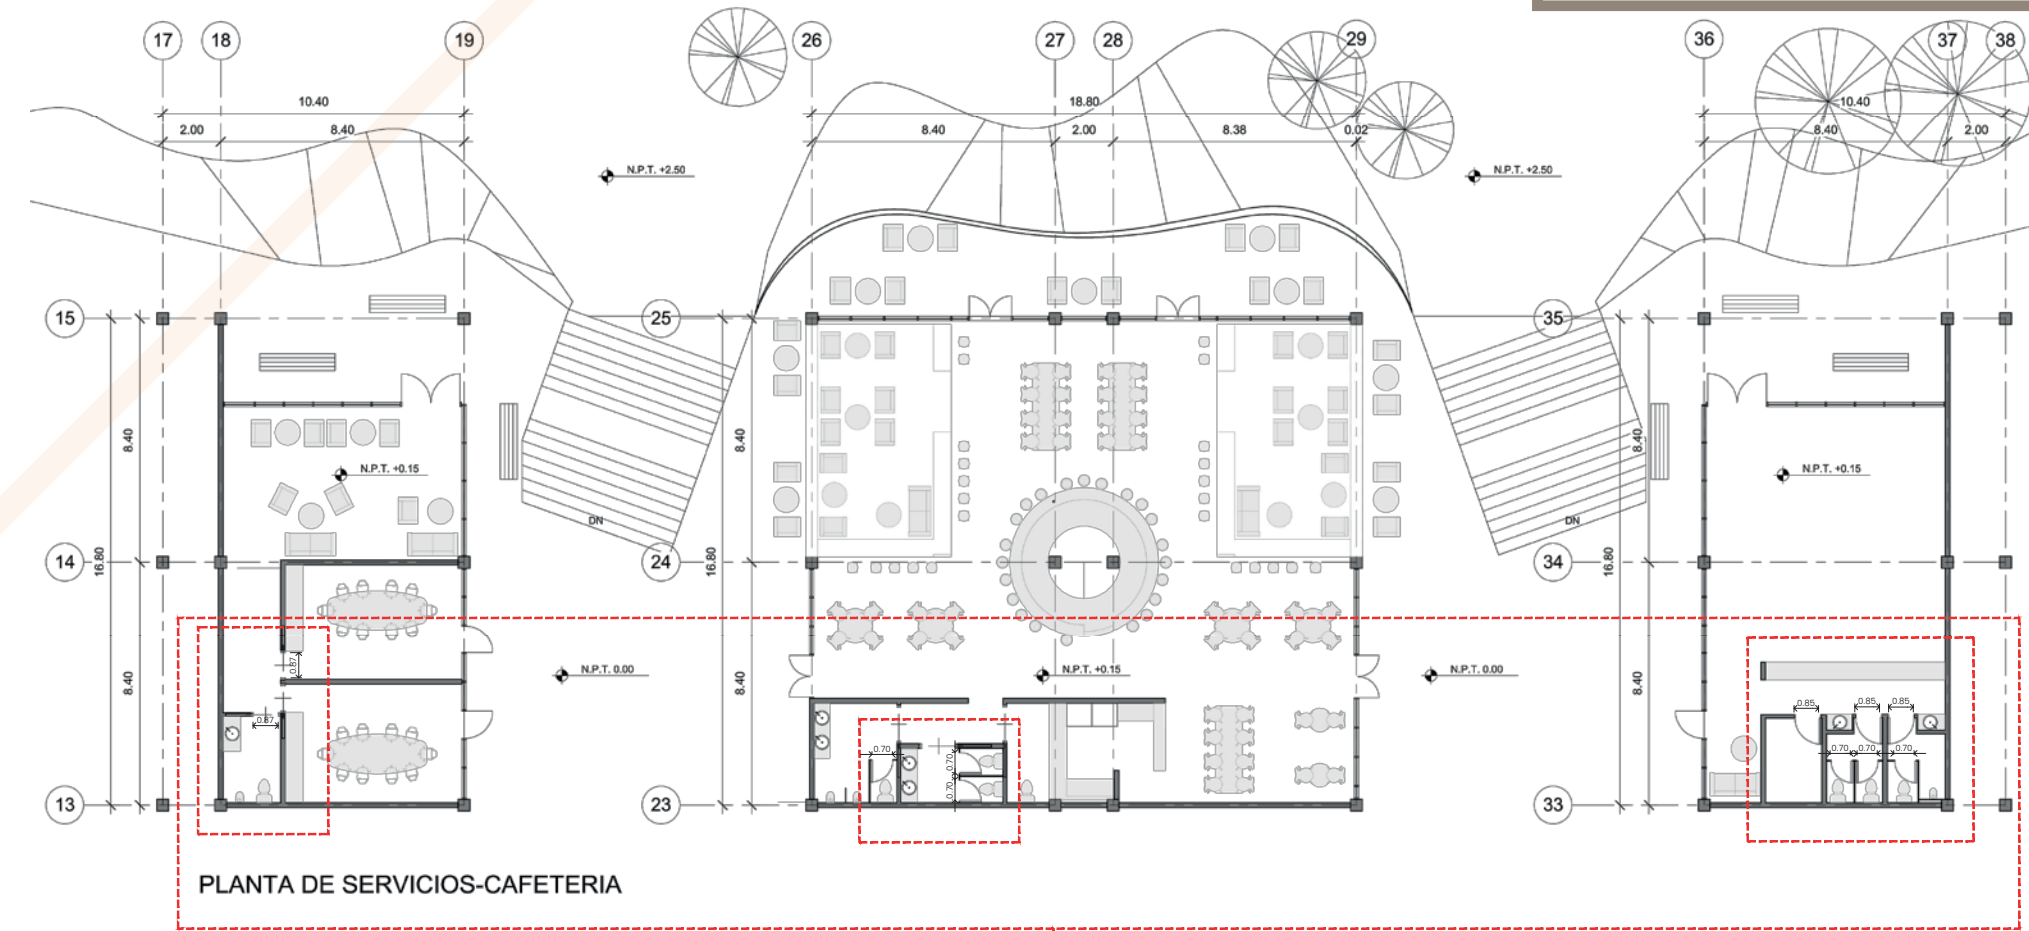 17 18 19 26 27 28 29 36 37 38
10.40 18.80 10.40
2.00 8.40 8.40 2.00 8.38 0.02 8.40 2.00
N.P.T. +2.50 N.P.T. +2.50
15 25 35
8.40 8.40 8.40
N.P.T. +0.15 N.P.T. +0.15
DN DN
14 16.80 24 16.80 34 16.80
0.87 N.P.T. 0.00 N.P.T. +0.15 N.P.T. 0.00
8.40 8.40 8.40
0.87 0.85 0.85 0.85
0.70 0.70 0.70 0.70 0.70
0.70
13 23 33
PLANTA DE SERVICIOS-CAFETERIA